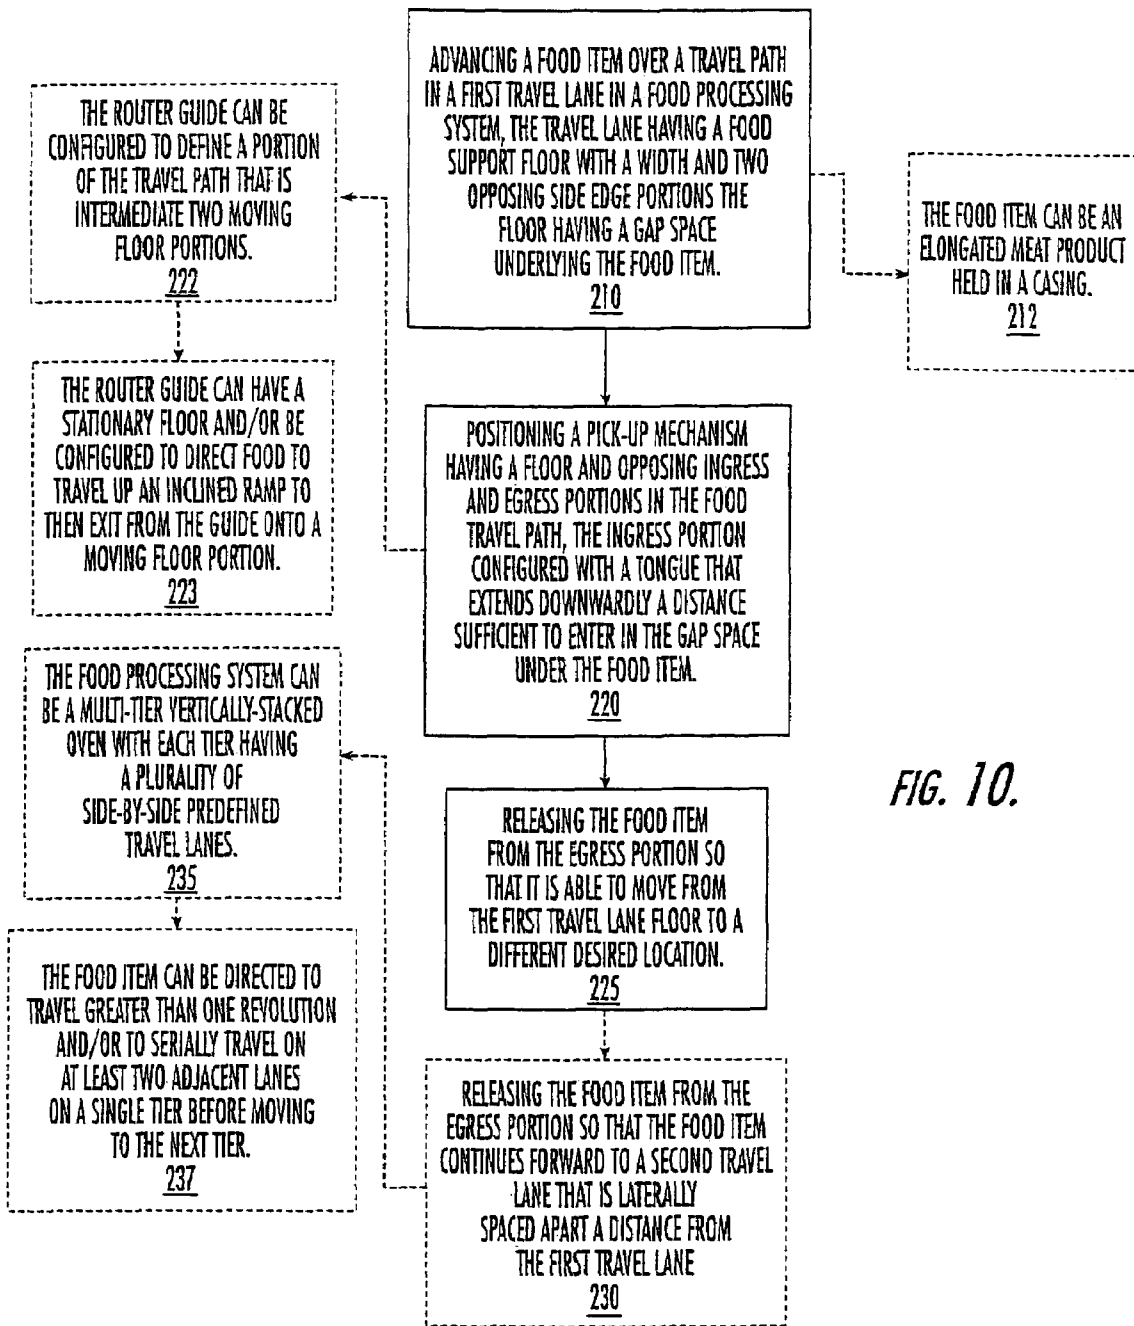 ADVANCING A FOOD ITEM OVER A TRAVEL PATH
IN A FIRST TRAVEL LANE IN A FOOD PROCESSING
SYSTEM, THE TRAVEL LANE HAVING A FOOD
SUPPORT FLOOR WITH A WIDTH AND TWO
OPPOSING SIDE EDGE PORTIONS THE
FLOOR HAVING A GAP SPACE
UNDERLYING THE FOOD ITEM.
210
THE FOOD ITEM CAN BE AN
ELONGATED MEAT PRODUCT
HELD IN A CASING.
212
THE ROUTER GUIDE CAN BE
CONFIGURED TO DEFINE A PORTION
OF THE TRAVEL PATH THAT IS
INTERMEDIATE TWO MOVING
FLOOR PORTIONS.
222
THE ROUTER GUIDE CAN HAVE A
STATIONARY FLOOR AND/OR BE
CONFIGURED TO DIRECT FOOD TO
TRAVEL UP AN INCLINED RAMP TO
THEN EXIT FROM THE GUIDE ONTO A
MOVING FLOOR PORTION.
223
POSITIONING A PICK-UP MECHANISM
HAVING A FLOOR AND OPPOSING INGRESS
AND EGRESS PORTIONS IN THE FOOD
TRAVEL PATH, THE INGRESS PORTION
CONFIGURED WITH A TONGUE THAT
EXTENDS DOWNWARDLY A DISTANCE
SUFFICIENT TO ENTER IN THE GAP SPACE
UNDER THE FOOD ITEM.
220
THE FOOD PROCESSING SYSTEM CAN
BE A MULTI-TIER VERTICALLY-STACKED
OVEN WITH EACH TIER HAVING
A PLURALITY OF
SIDE-BY-SIDE PREDEFINED
TRAVEL LANES.
235
RELEASING THE FOOD ITEM
FROM THE EGRESS PORTION SO
THAT IT IS ABLE TO MOVE FROM
THE FIRST TRAVEL LANE FLOOR TO A
DIFFERENT DESIRED LOCATION.
225
THE FOOD ITEM CAN BE DIRECTED TO
TRAVEL GREATER THAN ONE REVOLUTION
AND/OR TO SERIALLY TRAVEL ON
AT LEAST TWO ADJACENT LANES
ON A SINGLE TIER BEFORE MOVING
TO THE NEXT TIER.
237
RELEASING THE FOOD ITEM FROM THE
EGRESS PORTION SO THAT THE FOOD ITEM
CONTINUES FORWARD TO A SECOND TRAVEL
LANE THAT IS LATERALLY
SPACED APART A DISTANCE FROM
THE FIRST TRAVEL LANE
230
FIG. 10.